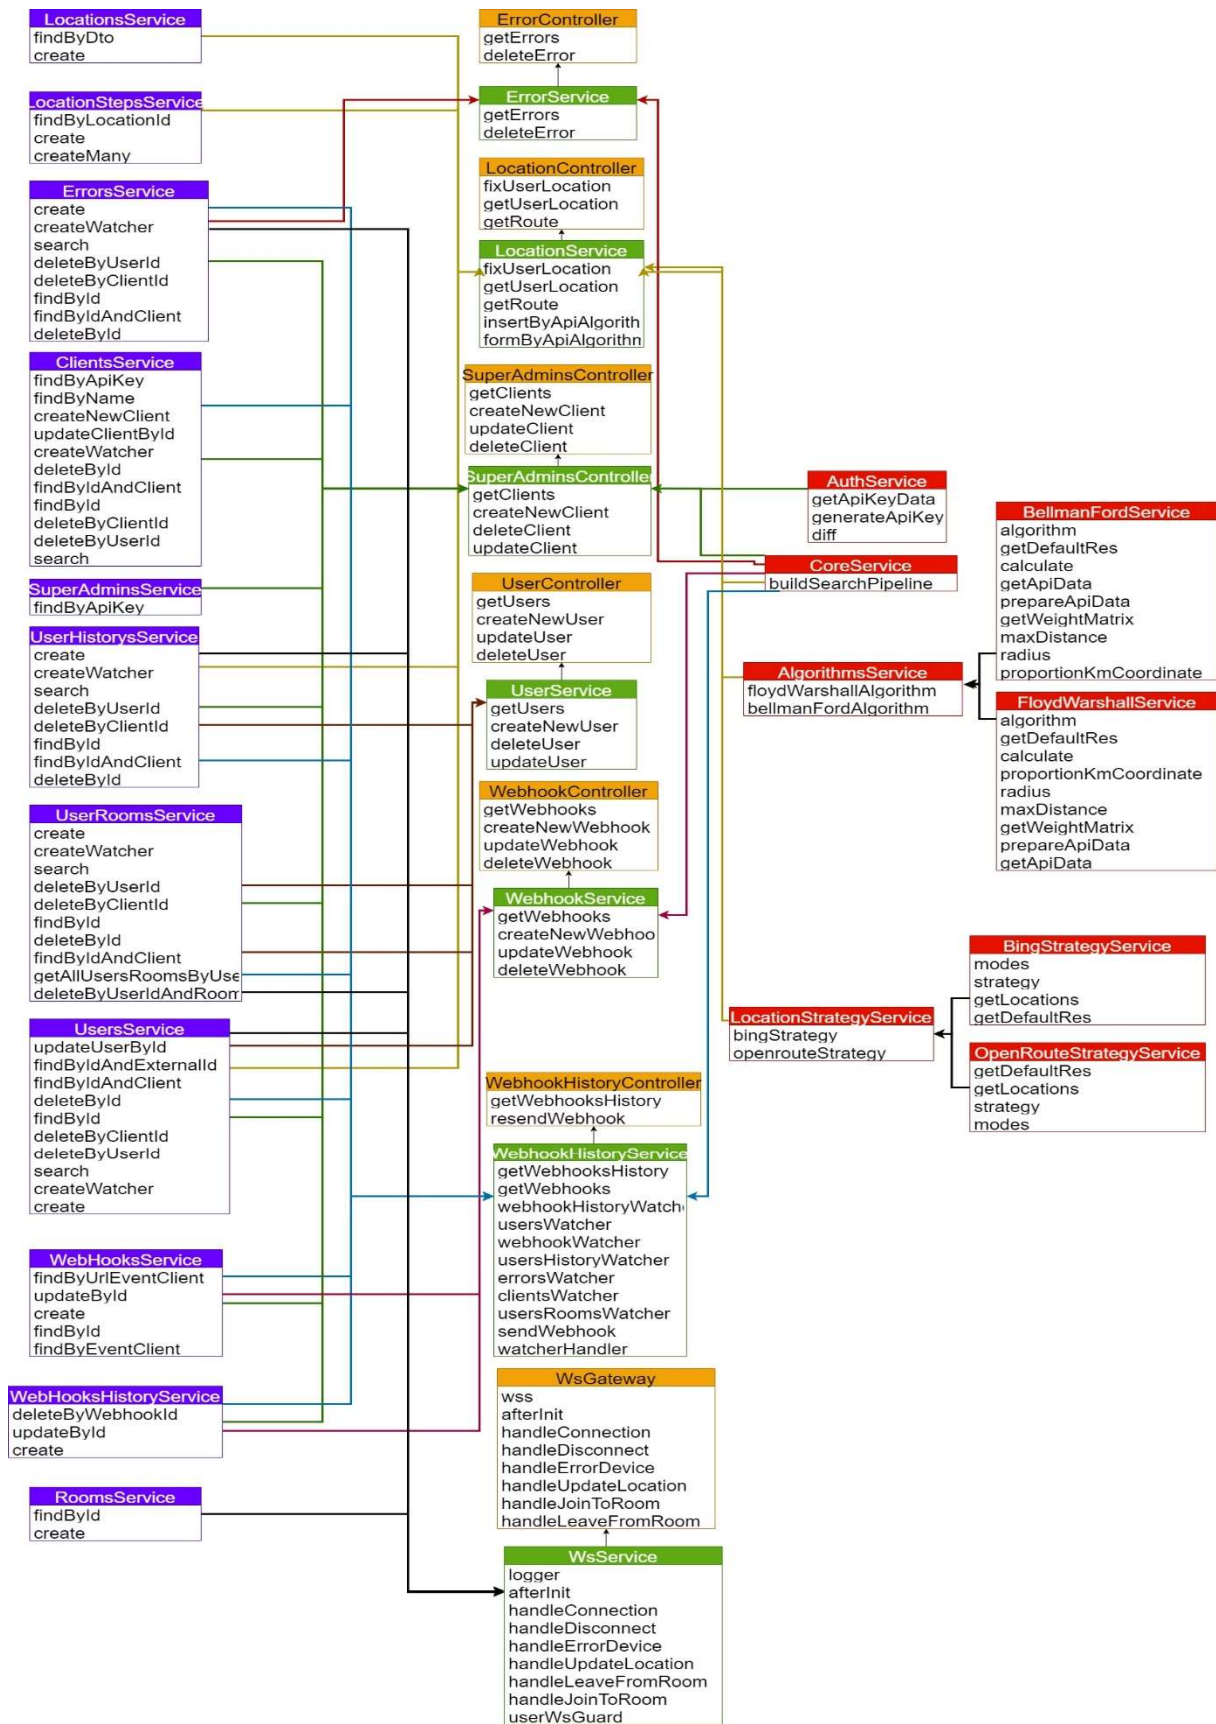 LocationsService
findByDto
create
LocationStepsService
findByLocationId
create
createMany
ErrorsService
create
createWatcher
search
deleteByUserId
deleteByClientId
findById
findByIdAndClient
deleteById
ClientsService
findByApiKey
findByName
createNewClient
updateClientById
createWatcher
deleteById
findByIdAndClient
findById
deleteByClientId
deleteByUserId
search
SuperAdminsService
findByApiKey
UserHistorysService
create
createWatcher
search
deleteByUserId
deleteByClientId
findById
findByIdAndClient
deleteById
UserRoomsService
create
createWatcher
search
deleteByUserId
deleteByClientId
findById
deleteById
findByIdAndClient
getAllUsersRoomsByUse
deleteByUserIdAndRoom
UsersService
updateUserById
findByIdAndExternalId
findByIdAndClient
deleteById
findById
deleteByClientId
deleteByUserId
search
createWatcher
create
WebHooksService
findByUrlEventClient
updateById
create
findById
findByEventClient
WebHooksHistoryService
deleteByWebhookId
updateById
create
RoomsService
findById
create
ErrorController
getErrors
deleteError
ErrorService
getErrors
deleteError
LocationController
fixUserLocation
getUserLocation
getRoute
LocationService
fixUserLocation
getUserLocation
getRoute
insertByApiAlgorith
formByApiAlgorithn
SuperAdminsController
getClients
createNewClient
updateClient
deleteClient
SuperAdminsController
getClients
createNewClient
deleteClient
updateClient
UserController
getUsers
createNewUser
updateUser
deleteUser
UserService
getUsers
createNewUser
deleteUser
updateUser
WebhookController
getWebhooks
createNewWebhook
updateWebhook
deleteWebhook
WebhookService
getWebhooks
createNewWebhoo
updateWebhook
deleteWebhook
WebhookHistoryController
getWebhooksHistory
resendWebhook
WebhookHistoryService
getWebhooksHistory
getWebhooks
webhookHistoryWatch
usersWatcher
webhookWatcher
usersHistoryWatcher
errorsWatcher
clientsWatcher
usersRoomsWatcher
sendWebhook
watcherHandler
WsGateway
wss
afterInit
handleConnection
handleDisconnect
handleErrorDevice
handleUpdateLocation
handleJoinToRoom
handleLeaveFromRoom
WsService
logger
afterInit
handleConnection
handleDisconnect
handleErrorDevice
handleUpdateLocation
handleLeaveFromRoom
handleJoinToRoom
userWsGuard
AuthService
getApiKeyData
generateApiKey
diff
CoreService
buildSearchPipeline
AlgorithmsService
floydWarshallAlgorithm
bellmanFordAlgorithm
LocationStrategyService
bingStrategy
openrouteStrategy
BellmanFordService
algorithm
getDefaultRes
calculate
getApiData
prepareApiData
getWeightMatrix
maxDistance
radius
proportionKmCoordinate
FloydWarshallService
algorithm
getDefaultRes
calculate
proportionKmCoordinate
radius
maxDistance
getWeightMatrix
prepareApiData
getApiData
BingStrategyService
modes
strategy
getLocations
getDefaultRes
OpenRouteStrategyService
getDefaultRes
getLocations
strategy
modes